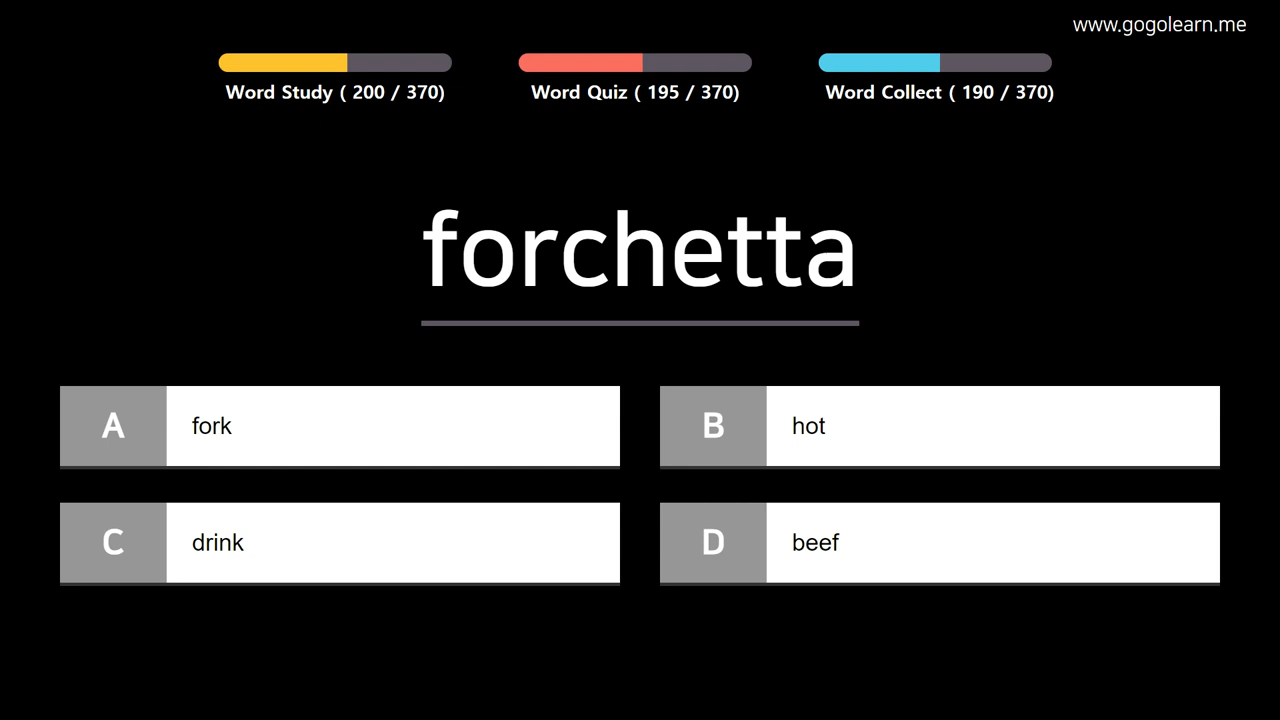 www.gogolearn.me
Word Study ( 200 / 370)
Word Quiz ( 195 / 370)
Word Collect ( 190 / 370)
forchetta
A fork
B hot
C drink
D beef